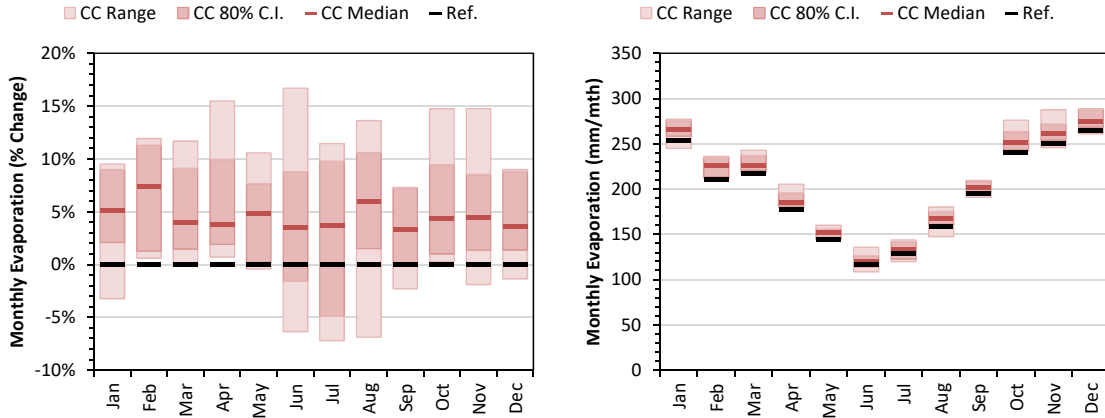 CC Range CC 80% C.I. CC Median Ref.
Monthly Evaporation (% Change)
20%
15%
10%
5%
0%
-5%
-10%
Jan Feb Mar Apr May Jun Jul Aug Sep Oct Nov Dec
CC Range CC 80% C.I. CC Median Ref.
Monthly Evaporation (mm/mth)
350
300
250
200
150
100
50
0
Jan Feb Mar Apr May Jun Jul Aug Sep Oct Nov Dec